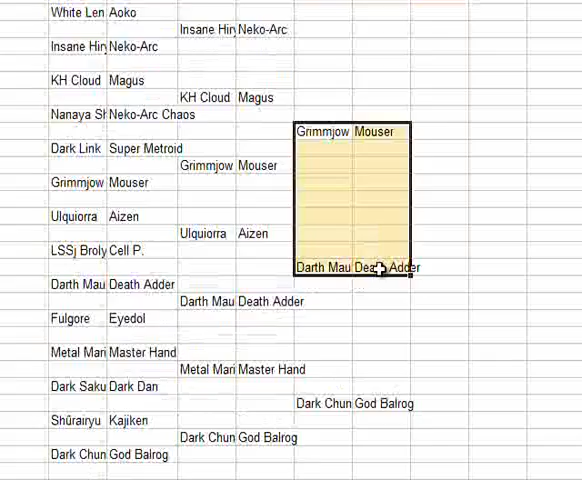 White Len Aoko
Insane Hir Neko-Arc
Insane Hiry Neko-Arc
KH Cloud Magus
KH Cloud Magus
Nanaya Sh Neko-Arc Chaos
Grimmjow Mouser
Dark Link Super Metroid
Grimmjow Mouser
Grimmjow Mouser
Ulquiorra Aizen
Ulquiorra Aizen
LSSj Broly Cell P.
Darth Mau Death Adder
Darth Mau Death Adder
Darth Mau Death Adder
Fulgore Eyedol
Metal Mari Master Hand
Metal Mari Master Hand
Dark Saku Dark Dan
Dark Chun God Balrog
Shūrairyu Kajiken
Dark Chun God Balrog
Dark Chun God Balrog